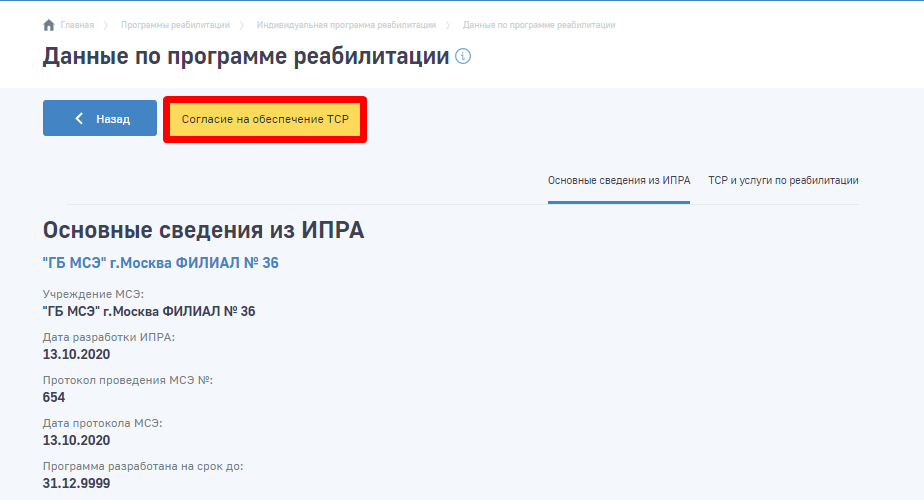 Главная Программы реабилитации Индивидуальная программа реабилитации Данные по программе реабилитации
Данные по программе реабилитации
Назад Согласие на обеспечение ТСР
Основные сведения из ИПРА ТСР и услуги по реабилитации
Основные сведения из ИПРА
"ГБ МСЭ" г.Москва ФИЛИАЛ № 36
Учреждение МСЭ:
"ГБ МСЭ" г.Москва ФИЛИАЛ № 36
Дата разработки ИПРА:
13.10.2020
Протокол проведения МСЭ №:
654
Дата протокола МСЭ:
13.10.2020
Программа разработана на срок до:
31.12.9999